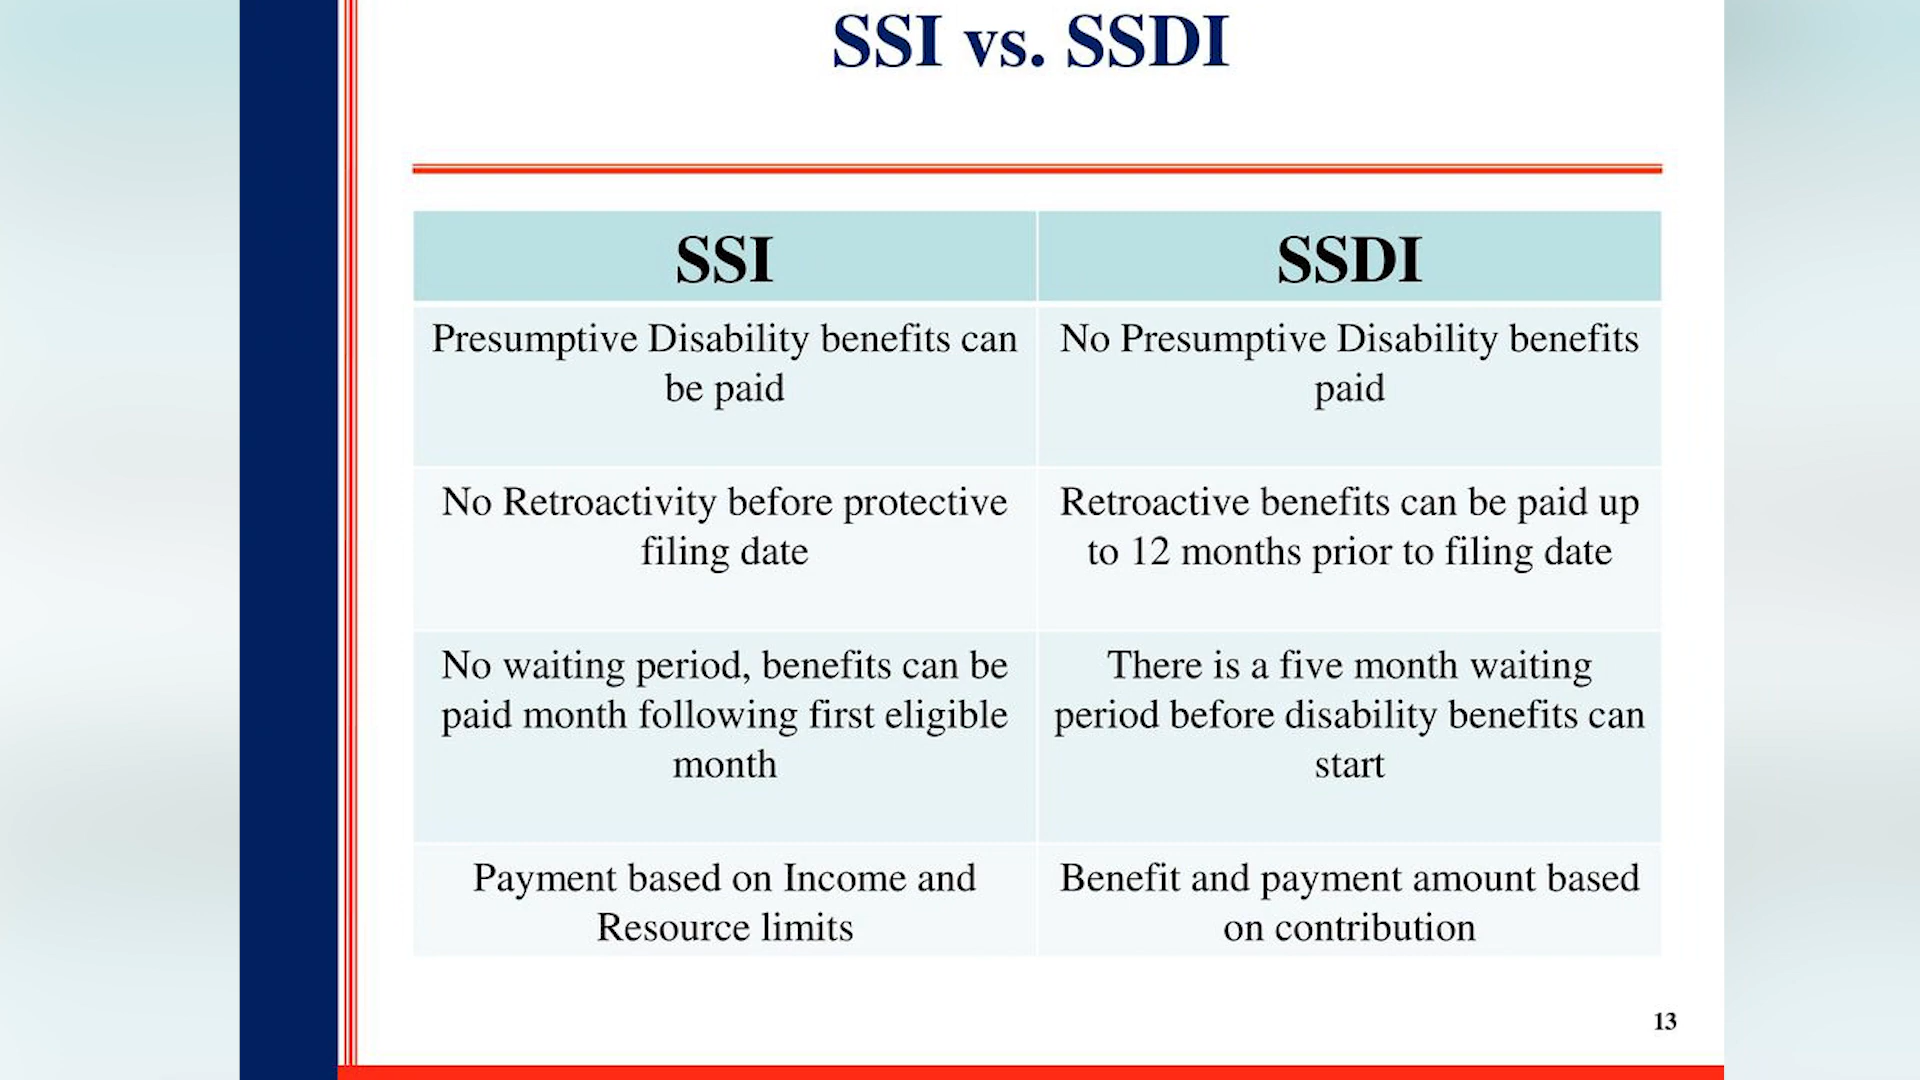 SSI vs. SSDI
SSI
SSDI
Presumptive Disability benefits can
be paid
No Presumptive Disability benefits
paid
No Retroactivity before protective
filing date
Retroactive benefits can be paid up
to 12 months prior to filing date
No waiting period, benefits can be
paid month following first eligible
month
There is a five month waiting
period before disability benefits can
start
Payment based on Income and
Resource limits
Benefit and payment amount based
on contribution
13